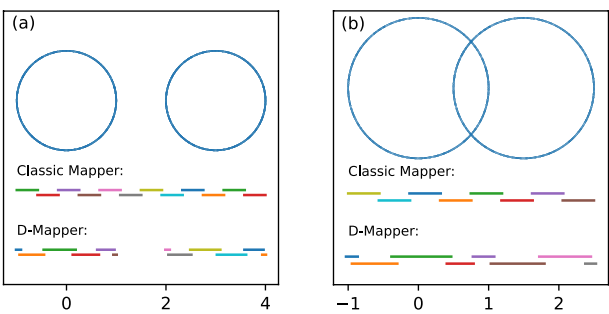 (a)
Classic Mapper:
D-Mapper:
0 2 4
(b)
Classic Mapper:
D-Mapper:
−1 0 1 2